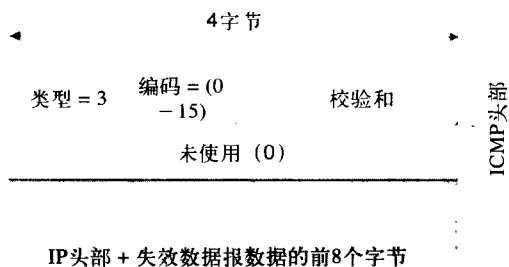 4字节
类型 = 3
编码 = (0
－15)
校验和
未使用（0）
ICMP头部
IP头部 + 失效数据报数据的前8个字节